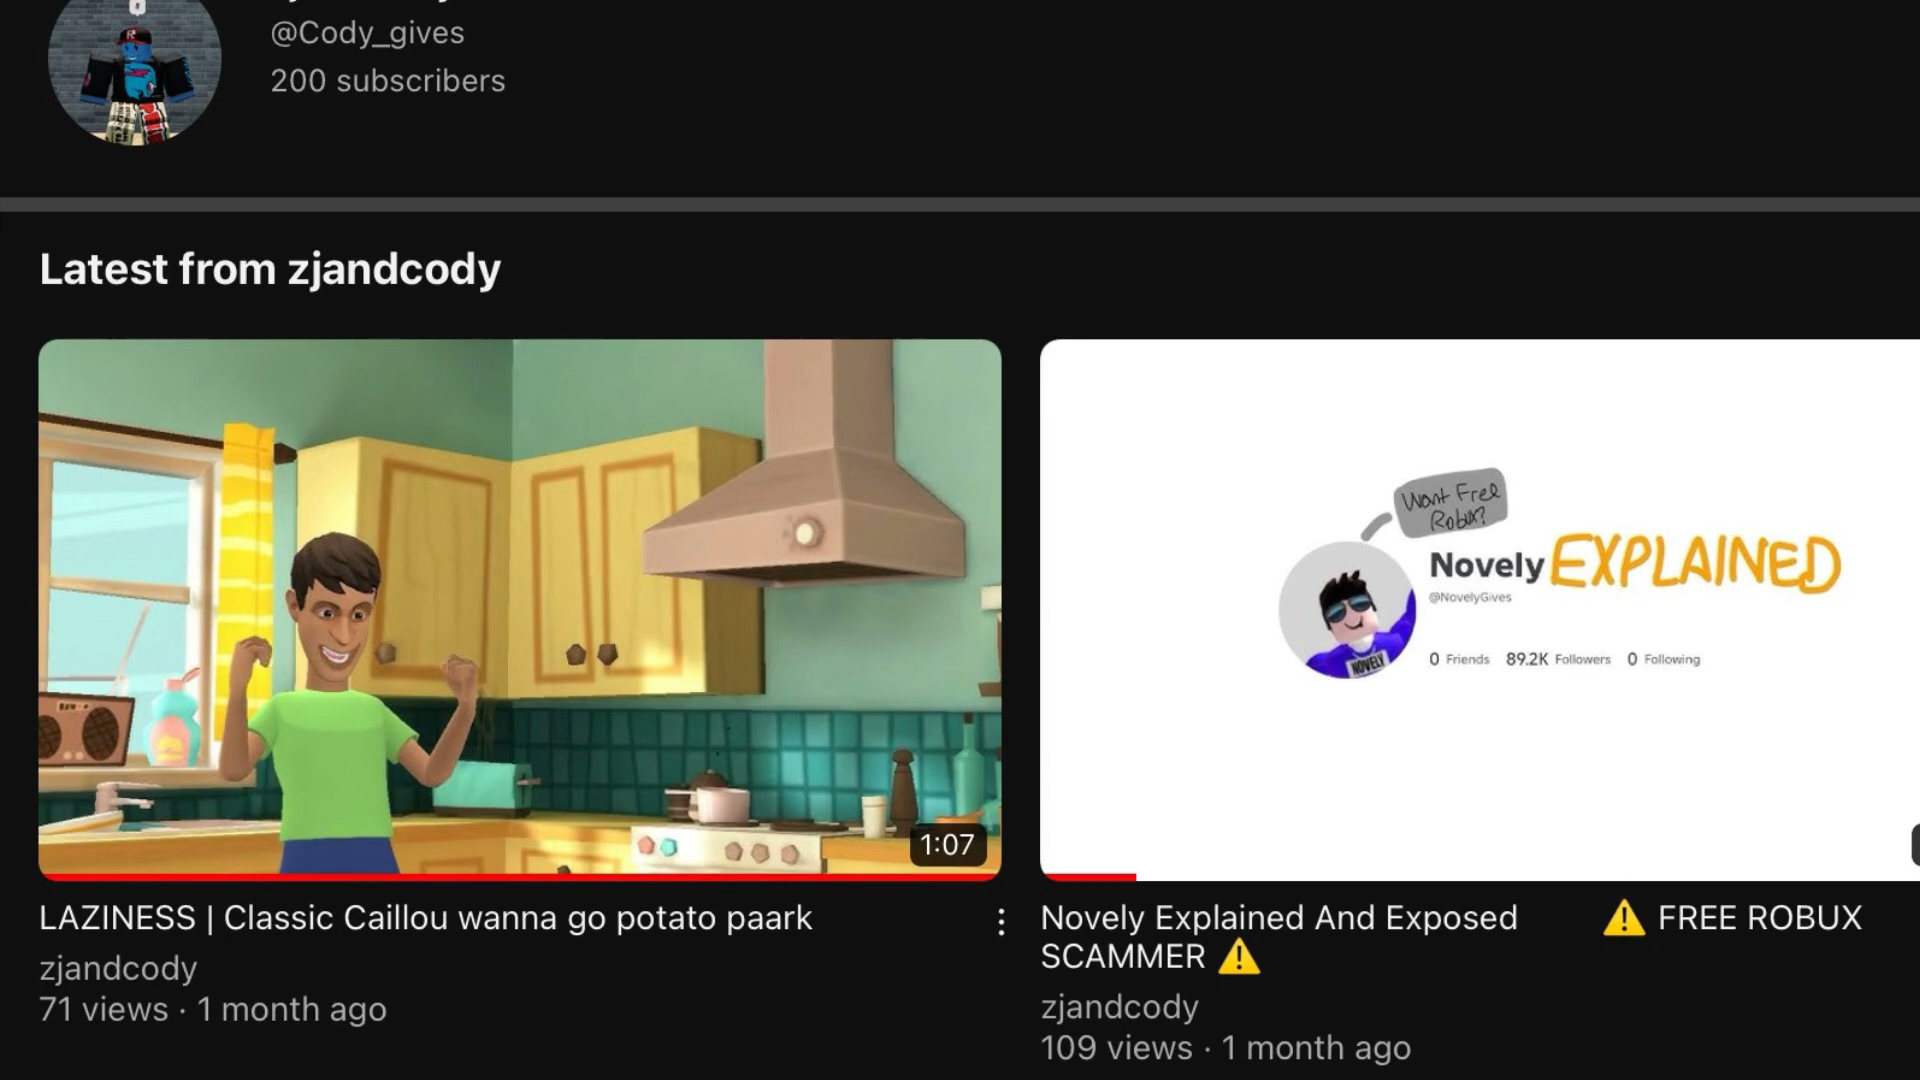 @Cody_gives
200 subscribers
Latest from zjandcody
Want Free
Robux?
Novely EXPLAINED
@NovelyGives
0 Friends 89.2K Followers 0 Following
NOVELY
1:07
LAZINESS | Classic Caillou wanna go potato paark
zjandcody
71 views · 1 month ago
Novely Explained And Exposed ⚠️ FREE ROBUX
SCAMMER ⚠️
zjandcody
109 views · 1 month ago